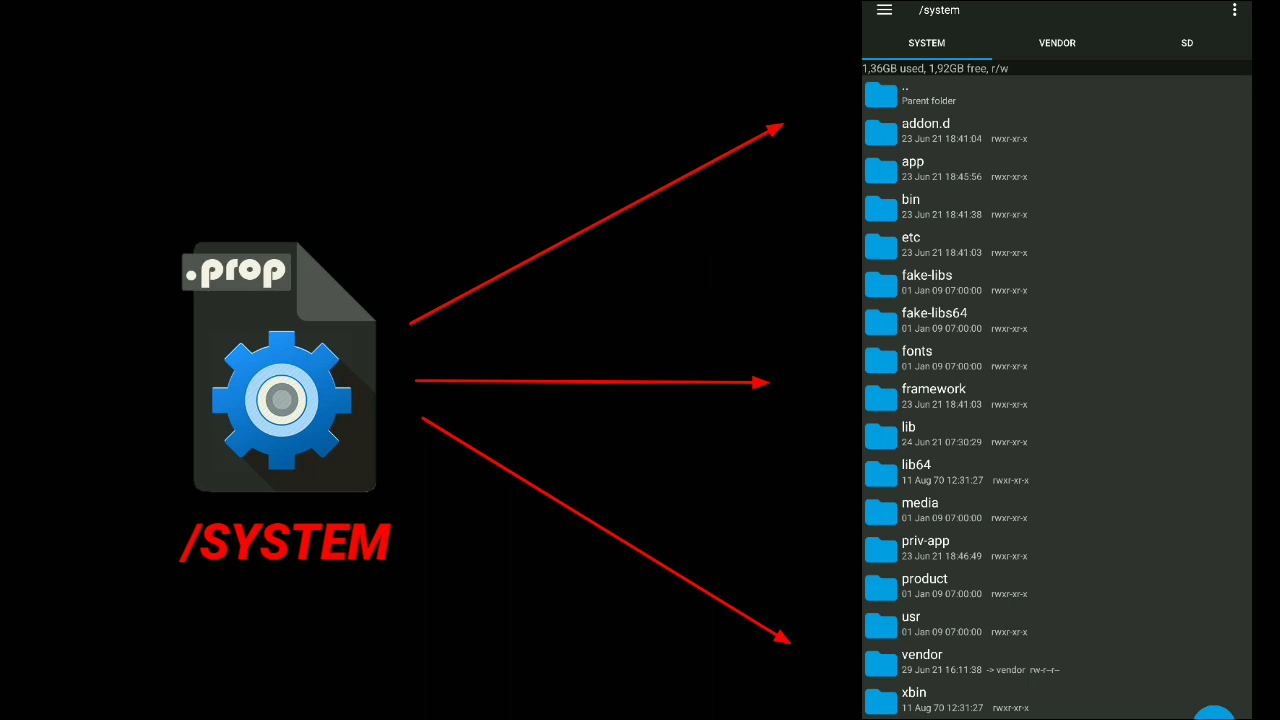 /system
SYSTEM VENDOR SD
1,36GB used, 1,92GB free, r/w
..
Parent folder
addon.d
23 Jun 21 18:41:04 rwxr-xr-x
app
23 Jun 21 18:45:56 rwxr-xr-x
bin
23 Jun 21 18:41:38 rwxr-xr-x
etc
23 Jun 21 18:41:03 rwxr-xr-x
fake-libs
01 Jan 09 07:00:00 rwxr-xr-x
fake-libs64
01 Jan 09 07:00:00 rwxr-xr-x
fonts
01 Jan 09 07:00:00 rwxr-xr-x
framework
23 Jun 21 18:41:03 rwxr-xr-x
lib
24 Jun 21 07:30:29 rwxr-xr-x
lib64
11 Aug 70 12:31:27 rwxr-xr-x
media
01 Jan 09 07:00:00 rwxr-xr-x
priv-app
23 Jun 21 18:46:49 rwxr-xr-x
product
01 Jan 09 07:00:00 rwxr-xr-x
usr
01 Jan 09 07:00:00 rwxr-xr-x
vendor
29 Jun 21 16:11:38 -> vendor rw-r--r--
xbin
11 Aug 70 12:31:27 rwxr-xr-x
.prop
/SYSTEM